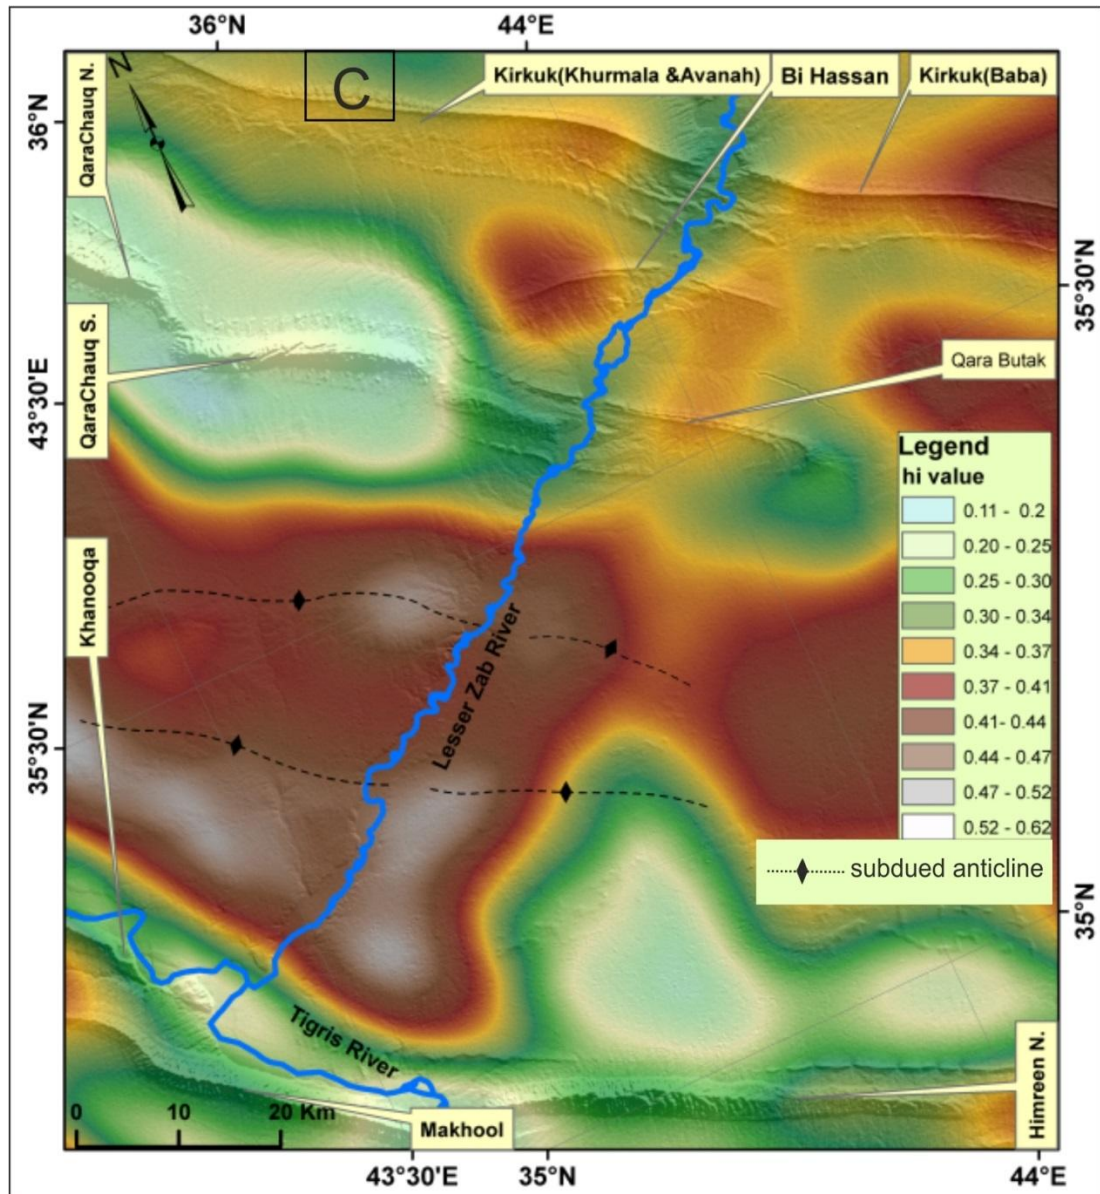 36°N
44°E
N
C
QaraChauq N.
Kirkuk(Khurmala &Avanah)
Bi Hassan
Kirkuk(Baba)
36°N
35°30'N
QaraChauq S.
Qara Butak
43°30'E
Legend
hi value
0.11 - 0.2
0.20 - 0.25
0.25 - 0.30
0.30 - 0.34
0.34 - 0.37
0.37 - 0.41
0.41- 0.44
0.44 - 0.47
0.47 - 0.52
0.52 - 0.62
subdued anticline
Khanooqa
Lesser Zab River
35°30'N
35°N
Tigris River
Himreen N.
0 10 20 Km
Makhool
43°30'E
35°N
44°E